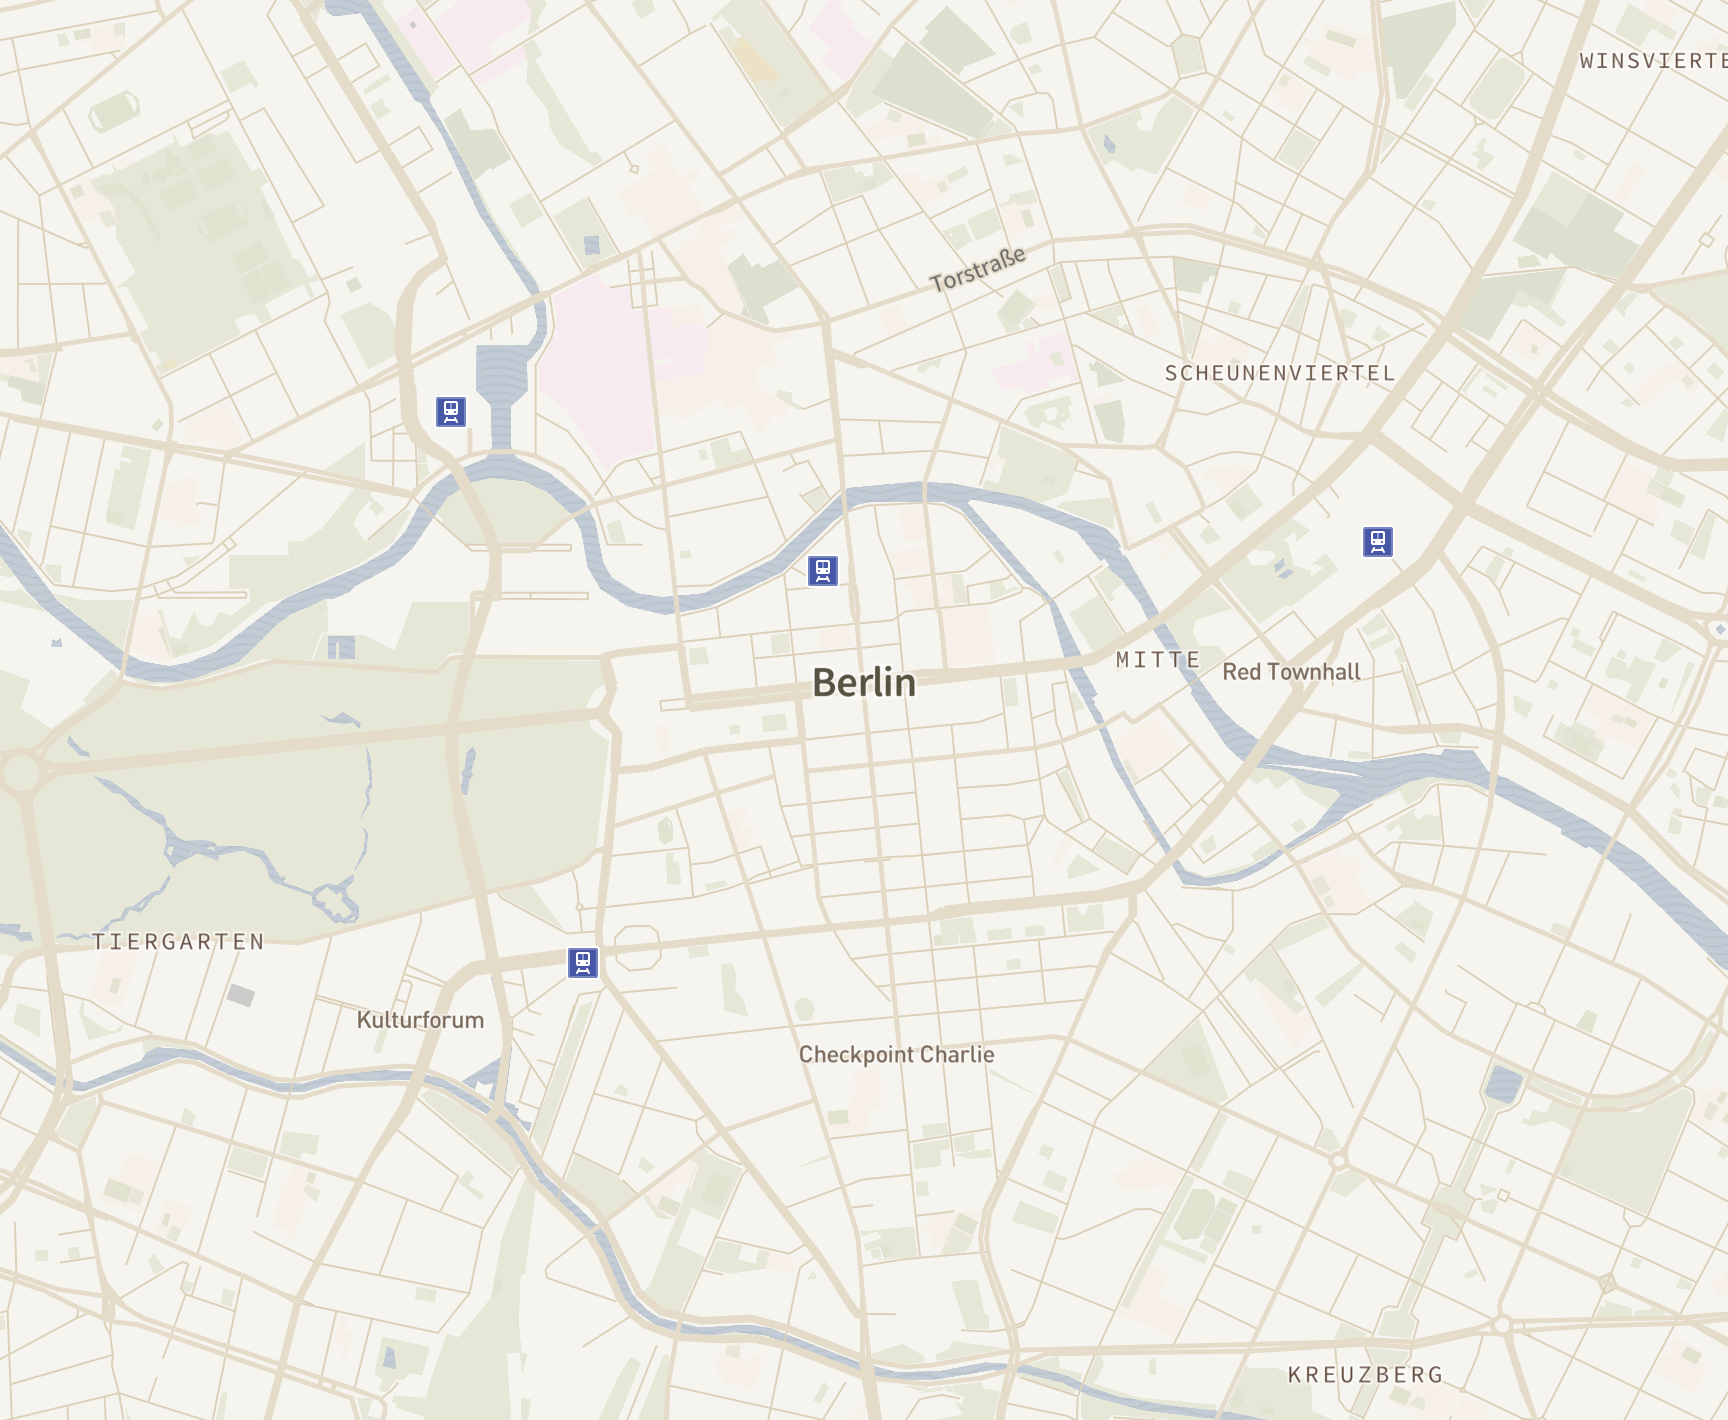 WINSVIERTE
Torstraße
SCHEUNENVIERTEL
MITTE
Red Townhall
Berlin
TIERGARTEN
Kulturforum
Checkpoint Charlie
KREUZBERG